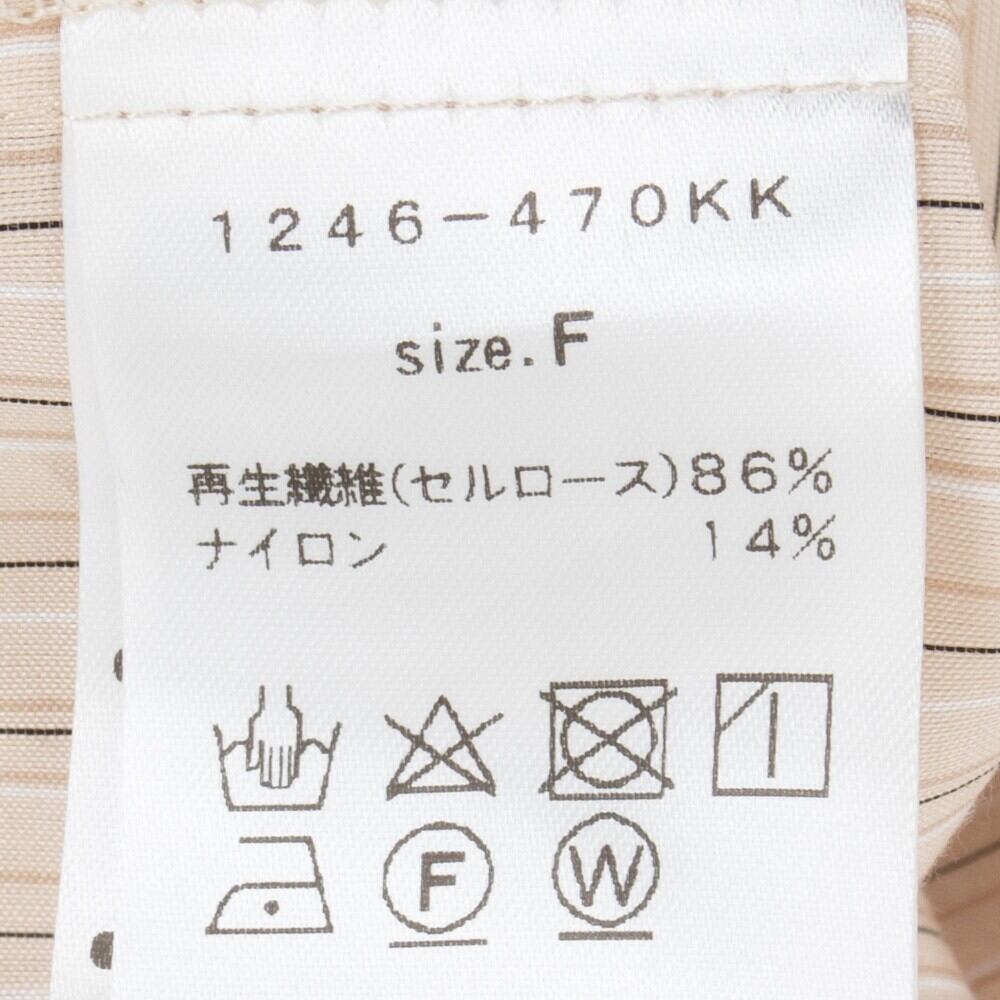 1246-470KK
size.F
再生繊維(セルロース)86%
ナイロン 14%
F W